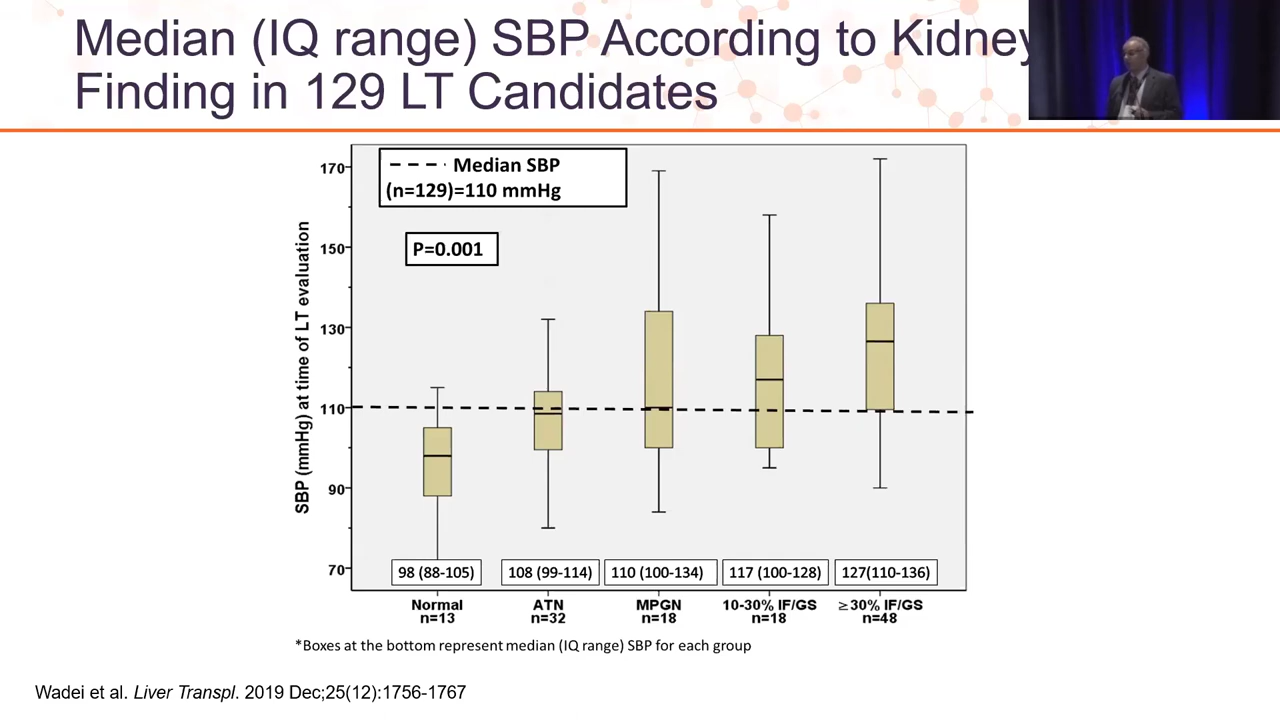 Median (IQ range) SBP According to Kidney
Finding in 129 LT Candidates
Median SBP
(n=129)=110 mmHg
P=0.001
SBP (mmHg) at time of LT evaluation
170
150
130
110
90
70
98 (88-105) 108 (99-114) 110 (100-134) 117 (100-128) 127(110-136)
Normal ATN MPGN 10-30% IF/GS ≥30% IF/GS
n=13 n=32 n=18 n=18 n=48
*Boxes at the bottom represent median (IQ range) SBP for each group
Wadei et al. Liver Transpl. 2019 Dec;25(12):1756-1767